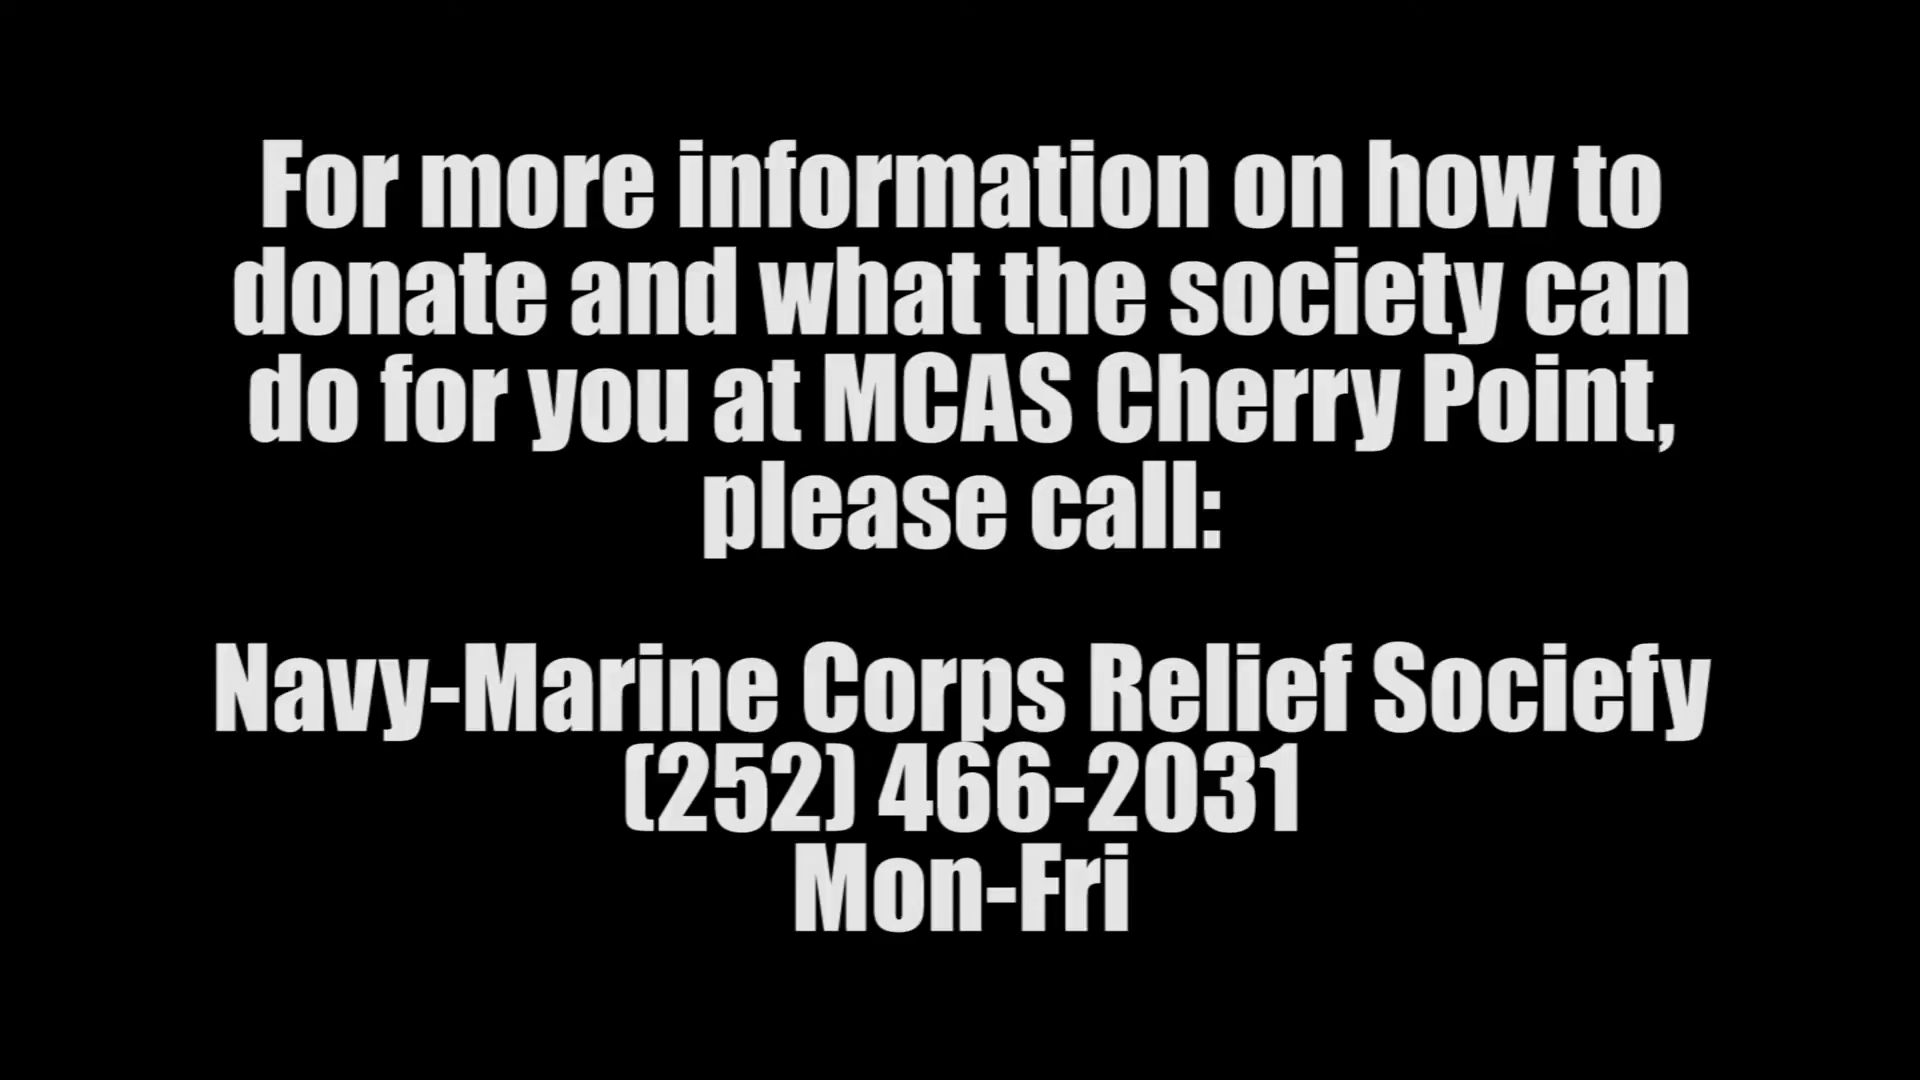 For more information on how to
donate and what the society can
do for you at MCAS Cherry Point,
please call:
Navy-Marine Corps Relief Sociefy
(252) 466-2031
Mon-Fri